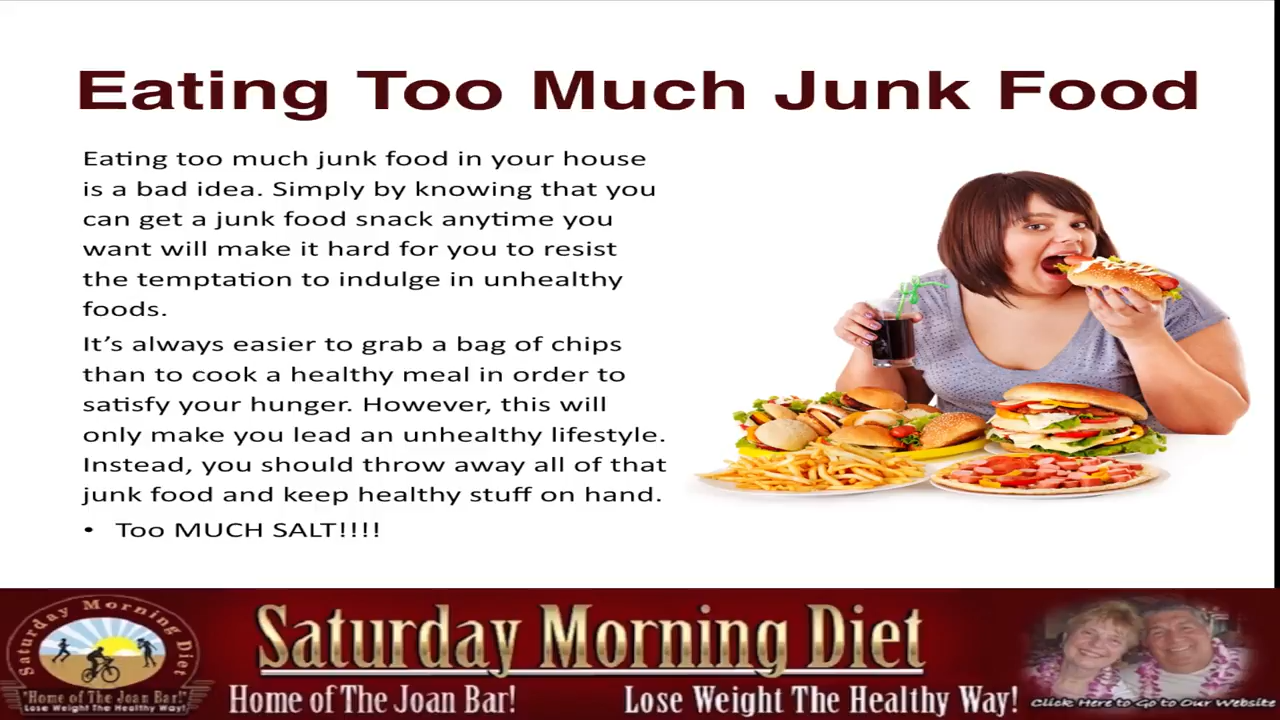 Eating Too Much Junk Food
Eating too much junk food in your house
is a bad idea. Simply by knowing that you
can get a junk food snack anytime you
want will make it hard for you to resist
the temptation to indulge in unhealthy
foods.
It's always easier to grab a bag of chips
than to cook a healthy meal in order to
satisfy your hunger. However, this will
only make you lead an unhealthy lifestyle.
Instead, you should throw away all of that
junk food and keep healthy stuff on hand.
• Too MUCH SALT!!!!
Saturday Morning Diet
"Home of The Joan Bar!"
Lose Weight The Healthy Way!
Saturday Morning Diet
Home of The Joan Bar! Lose Weight The Healthy Way!
Click Here to Go to Our Website